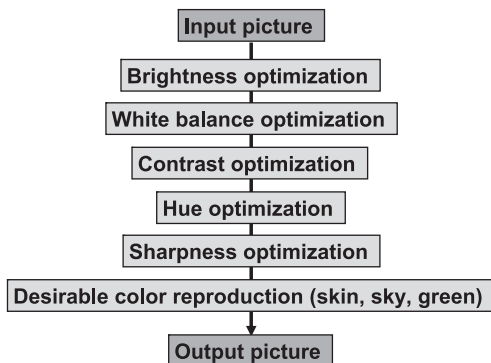 Input picture
Brightness optimization
White balance optimization
Contrast optimization
Hue optimization
Sharpness optimization
Desirable color reproduction (skin, sky, green)
Output picture